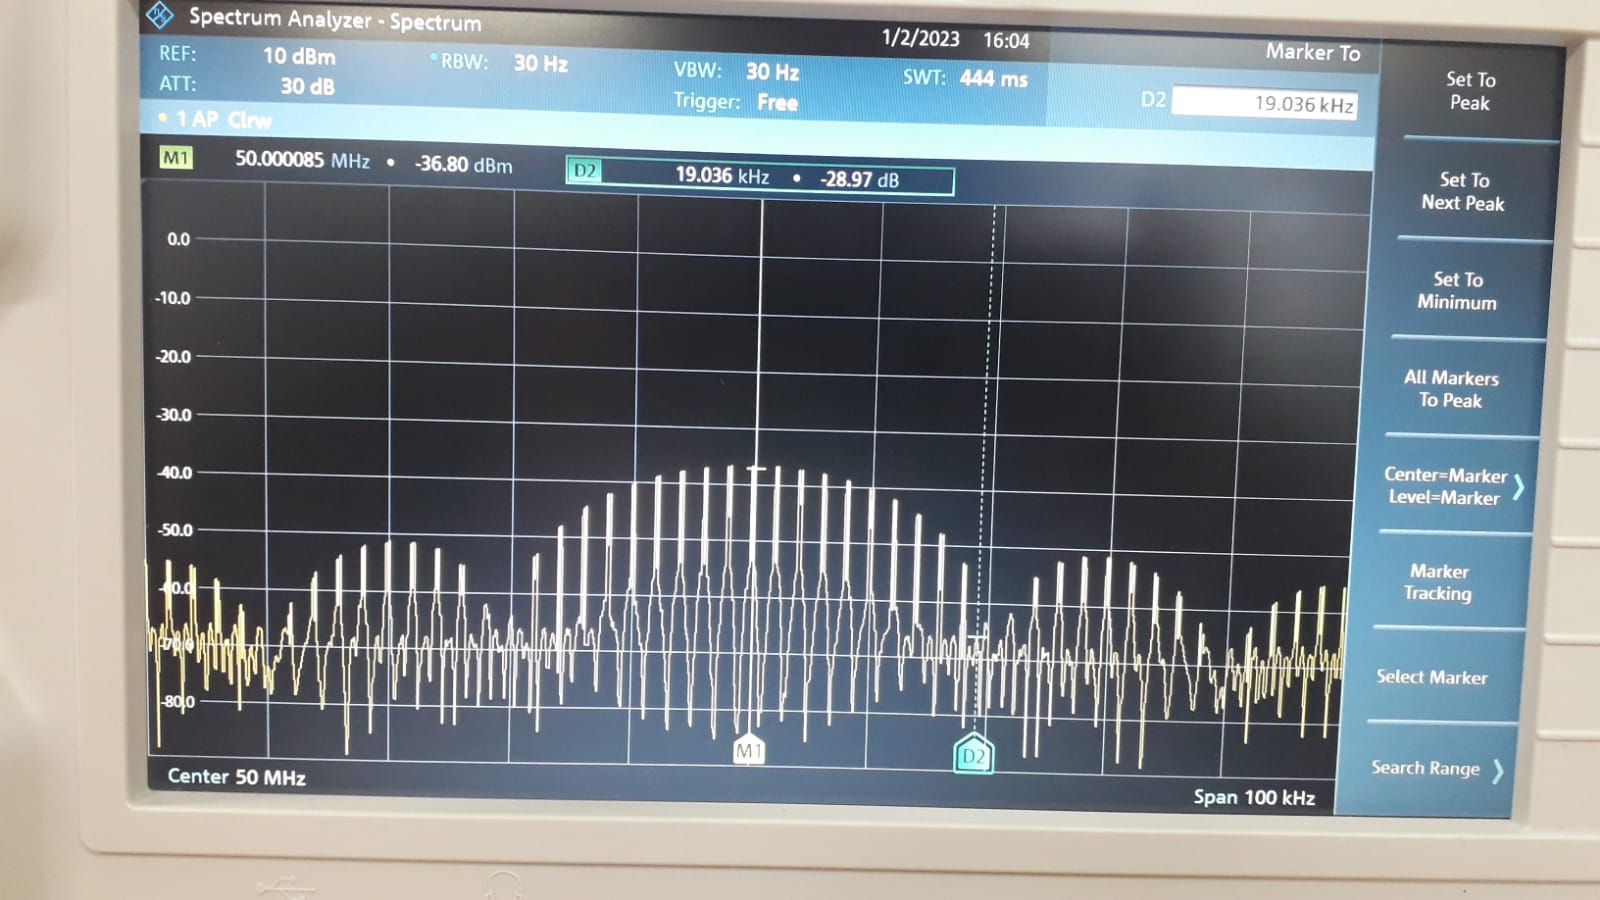 Spectrum Analyzer - Spectrum
1/2/2023 16:04
REF: 10 dBm
RBW: 30 Hz
VBW: 30 Hz
SWT: 444 ms
Marker To
ATT: 30 dB
Trigger: Free
D2 19.036 kHz
1 AP Clrw
M1 50.000085 MHz • -36.80 dBm
D2 19.036 kHz • -28.97 dB
0.0
-10.0
-20.0
-30.0
-40.0
-50.0
-60.0
-70.0
-80.0
M1
D2
Center 50 MHz
Span 100 kHz
Set To
Peak
Set To
Next Peak
Set To
Minimum
All Markers
To Peak
Center=Marker
Level=Marker
Marker
Tracking
Select Marker
Search Range